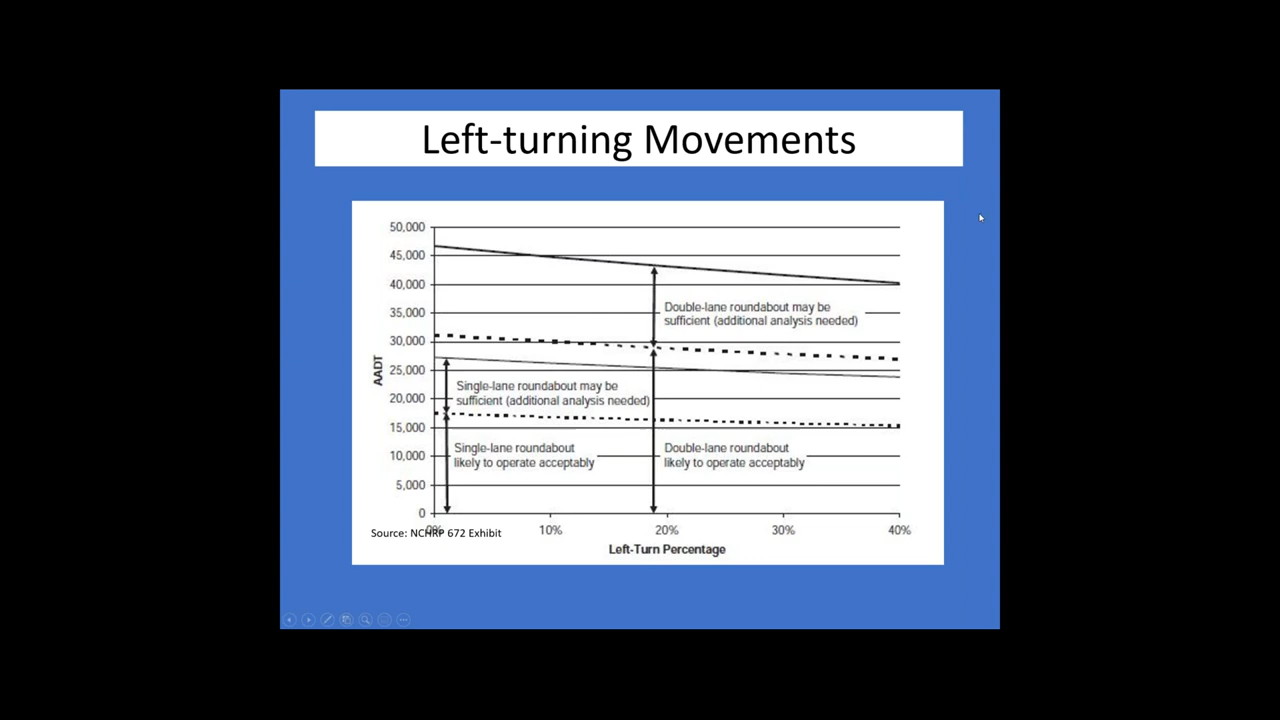 Left-turning Movements
50,000
45,000
40,000
35,000
30,000
25,000
20,000
15,000
10,000
5,000
0
AADT
Double-lane roundabout may be
sufficient (additional analysis needed)
Single-lane roundabout may be
sufficient (additional analysis needed)
Single-lane roundabout
likely to operate acceptably
Double-lane roundabout
likely to operate acceptably
0% 10% 20% 30% 40%
Source: NCHRP 672 Exhibit
Left-Turn Percentage